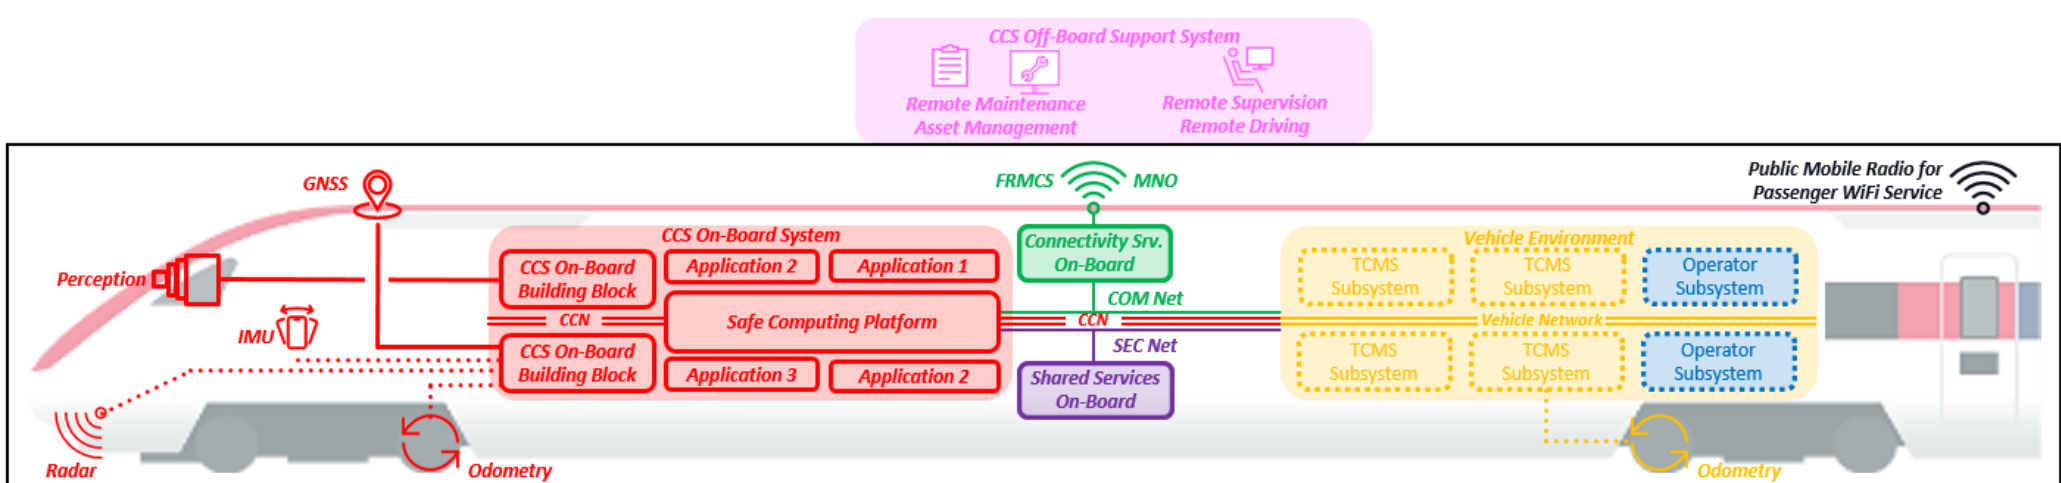 CCS Off-Board Support System
Remote Maintenance
Asset Management
Remote Supervision
Remote Driving
GNSS
Perception
IMU
Radar
Odometry
CCS On-Board System
CCS On-Board
Building Block
Application 2
Application 1
CCN
Safe Computing Platform
CCS On-Board
Building Block
Application 3
Application 2
FRMCS
MNO
Connectivity Srv.
On-Board
COM Net
CCN
SEC Net
Shared Services
On-Board
Vehicle Environment
TCMS
Subsystem
TCMS
Subsystem
Operator
Subsystem
Vehicle Network
TCMS
Subsystem
TCMS
Subsystem
Operator
Subsystem
Odometry
Public Mobile Radio for
Passenger WiFi Service